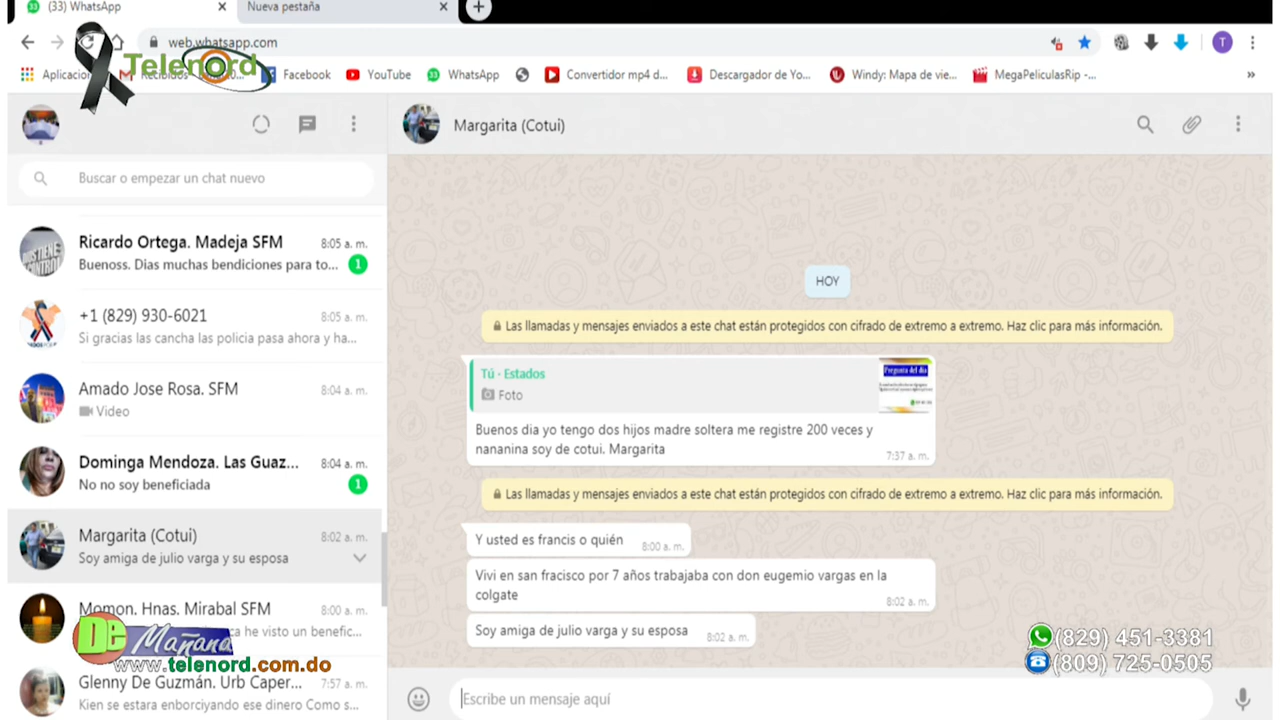 (33) WhatsApp
Nueva pestaña
web.whatsapp.com
Telenord
Aplicacion
Recibidos
Facebook
YouTube
WhatsApp
Convertidor mp4 d...
Descargador de Yo...
Windy: Mapa de vie...
MegaPeliculasRip -...
T
Buscar o empezar un chat nuevo
Ricardo Ortega. Madeja SFM
8:05 a. m.
Buenoss. Dias muchas bendiciones para to...
1
+1 (829) 930-6021
8:05 a. m.
Si gracias las cancha las policia pasa ahora y ha...
Amado Jose Rosa. SFM
8:04 a. m.
Video
Dominga Mendoza. Las Guaz...
8:04 a. m.
No no soy beneficiada
1
Margarita (Cotui)
8:02 a. m.
Soy amiga de julio varga y su esposa
Momon. Hnas. Mirabal SFM
8:00 a. m.
ca he visto un benefic...
Glenny De Guzmán. Urb Caper...
7:57 a. m.
Kien se estara enborciyando ese dinero Como s...
De Mañana
www.telenord.com.do
Margarita (Cotui)
HOY
Las llamadas y mensajes enviados a este chat están protegidos con cifrado de extremo a extremo. Haz clic para más información.
Tú - Estados
Foto
Pregunta del dia
Buenos dia yo tengo dos hijos madre soltera me registre 200 veces y
nananina soy de cotui. Margarita
7:37 a. m.
Las llamadas y mensajes enviados a este chat están protegidos con cifrado de extremo a extremo. Haz clic para más información.
Y usted es francis o quién
8:00 a. m.
Vivi en san fracisco por 7 años trabajaba con don eugemio vargas en la
colgate
8:02 a. m.
Soy amiga de julio varga y su esposa
8:02 a. m.
(829) 451-3381
(809) 725-0505
Escribe un mensaje aquí